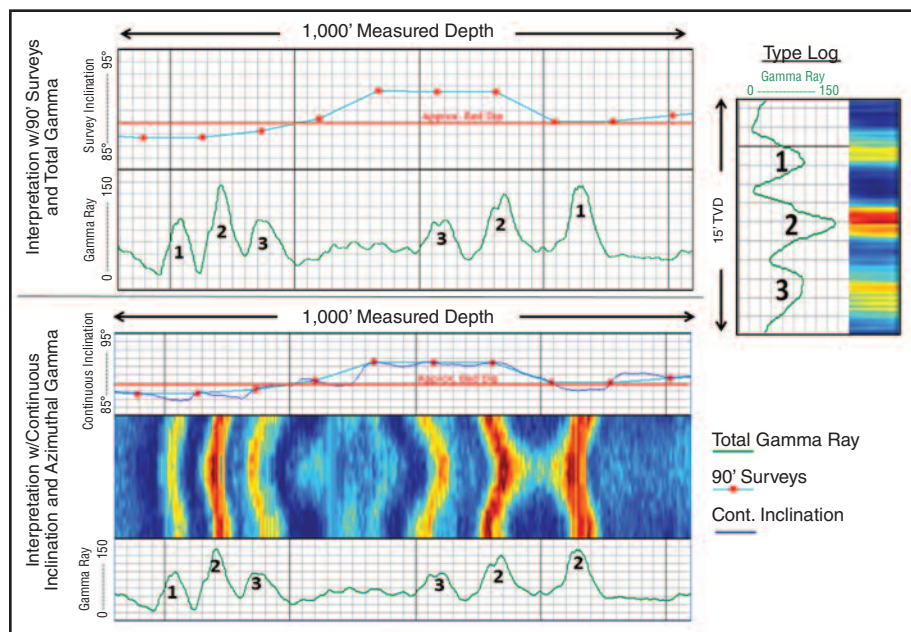 1,000' Measured Depth
Interpretation w/90' Surveys
and Total Gamma
Survey Inclination
85° 95°
Approx. Bed Dip
Gamma Ray
0 150
1 2 3 3 2 1
Type Log
Gamma Ray
0 150
15' TVD
1
2
3
1,000' Measured Depth
Interpretation w/Continuous
Inclination and Azimuthal Gamma
Continuous Inclination
85° 95°
Approx. Bed Dip
Gamma Ray
0 150
1 2 3 3 2 2
Total Gamma Ray
90' Surveys
Cont. Inclination